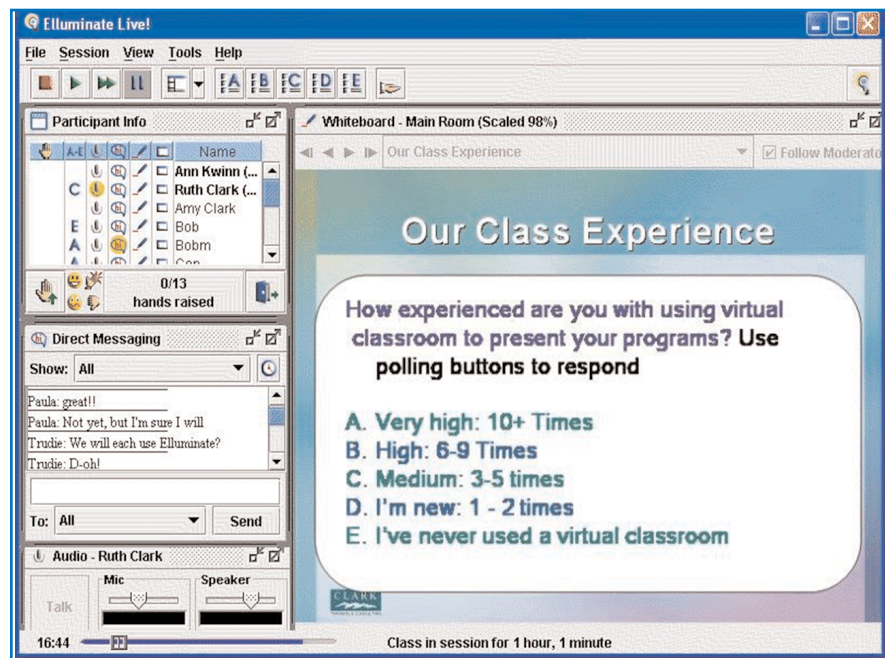 Elluminate Live!
File Session View Tools Help
A B C D E
Participant Info
A-E Name
Ann Kwinn (...
C Ruth Clark (...
Amy Clark
E Bob
A Bobm
0/13
hands raised
Direct Messaging
Show: All
Paula: great!!
Paula: Not yet, but I'm sure I will
Trudie: We will each use Elluminate?
Trudie: D-oh!
To: All Send
Audio - Ruth Clark
Talk Mic Speaker
Whiteboard - Main Room (Scaled 98%)
Our Class Experience Follow Moderato
Our Class Experience
How experienced are you with using virtual
classroom to present your programs? Use
polling buttons to respond
A. Very high: 10+ Times
B. High: 6-9 Times
C. Medium: 3-5 times
D. I'm new: 1 - 2 times
E. I've never used a virtual classroom
CLARK
16:44 Class in session for 1 hour, 1 minute